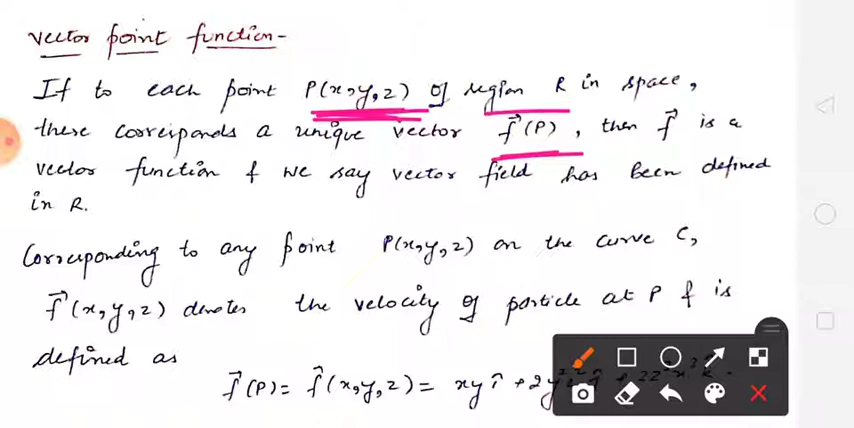 vector point function-
If to each point P(x,y,z) of region R in space,
there corresponds a unique vector f⃗(P), then f⃗ is a
vector function & we say vector field has been defined
in R.
Corresponding to any point P(x,y,z) on the curve C,
f⃗(x,y,z) denotes the velocity of particle at P & is
defined as
f⃗(P) = f⃗(x,y,z) = xy î + 2y